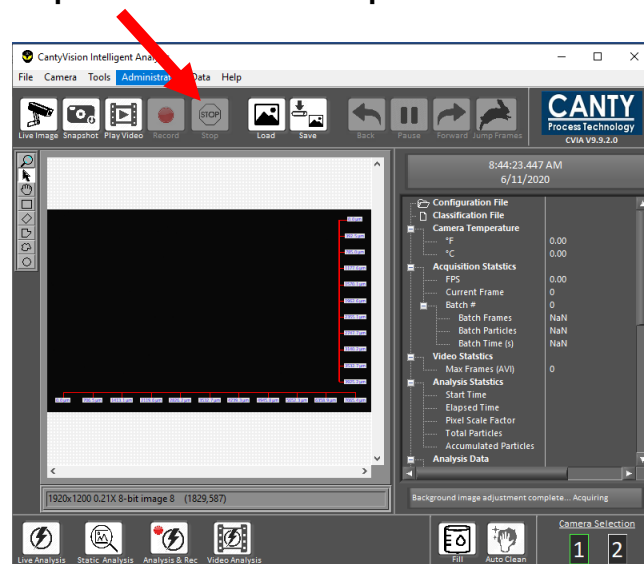 CantyVision Intelligent Ana
File Camera Tools Administra Data Help
Live Image Snapshot Play Video Record Stop Load Save Back Pause Forward Jump Frames
STOP
CANTY
Process Technology
CVIA V9.9.2.0
8:44:23.447 AM
6/11/2020
Configuration File
Classification File
Camera Temperature
°F 0.00
°C 0.00
Acquisition Statstics
FPS 0.00
Current Frame 0
Batch # 0
Batch Frames NaN
Batch Particles NaN
Batch Time (s) NaN
Video Statstics
Max Frames (AVI) 0
Analysis Statstics
Start Time
Elapsed Time
Pixel Scale Factor
Total Particles
Accumulated Particles
Analysis Data
1920x1200 0.21X 8-bit image 8 (1829,587)
Background image adjustment complete... Acquiring
Live Analysis Static Analysis Analysis & Rec Video Analysis Fill Auto Clean
Camera Selection
1 2